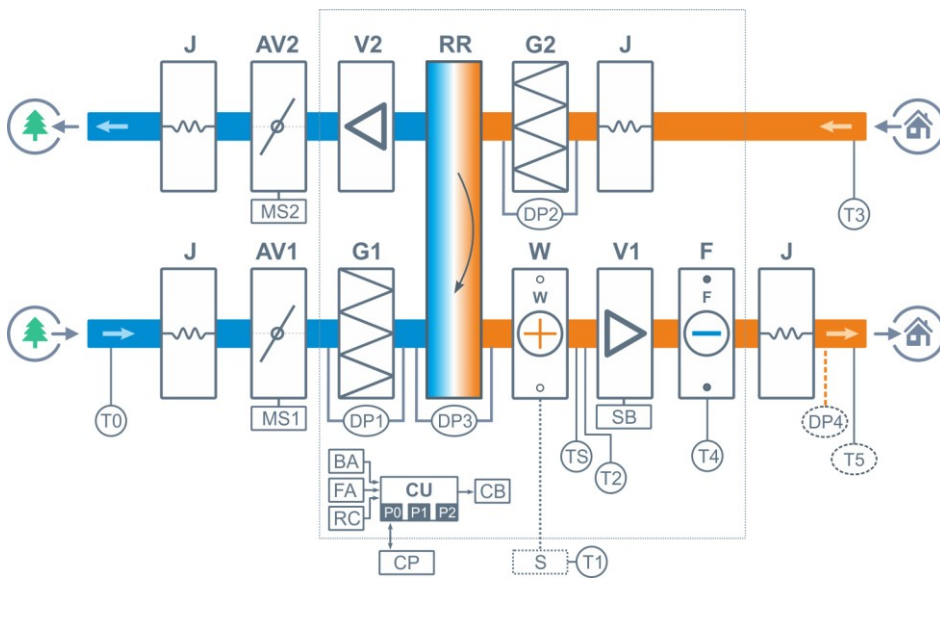 J AV2 V2 RR G2 J
MS2 DP2 T3
J AV1 G1 W V1 F J
W F
T0 MS1 DP1 DP3 SB DP4
TS T2 T4 T5
BA
FA CU CB
RC P0 P1 P2
CP S T1